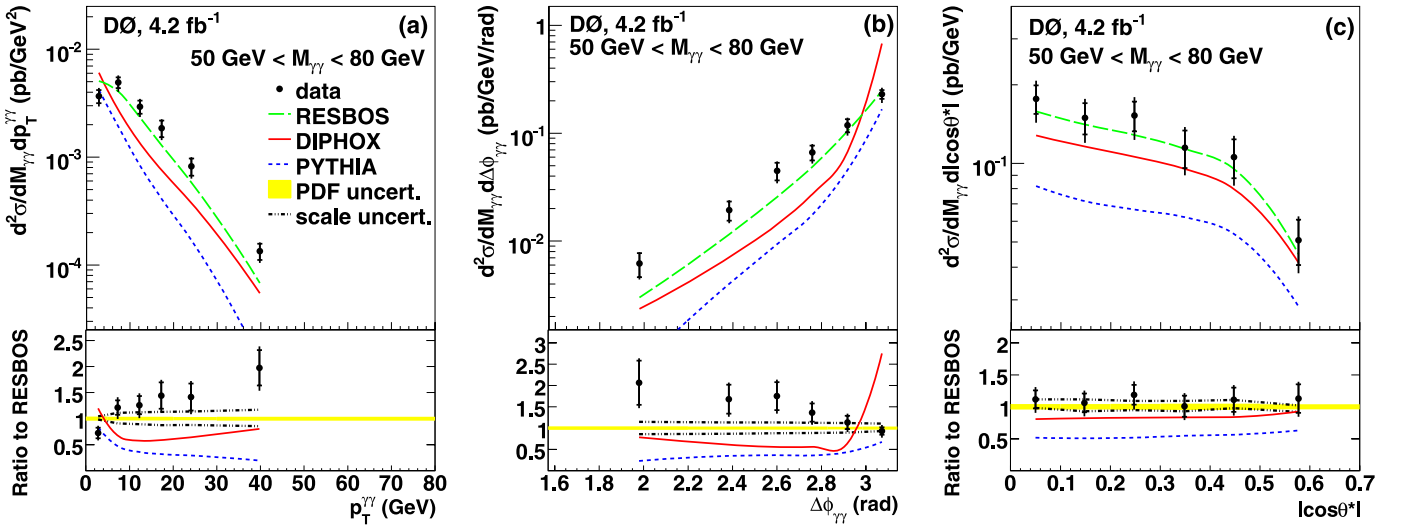 (a)
DØ, 4.2 fb⁻¹
50 GeV < Mγγ < 80 GeV
data
RESBOS
DIPHOX
PYTHIA
PDF uncert.
scale uncert.
d²σ/dMγγdpTγγ (pb/GeV²)
10⁻²
10⁻³
10⁻⁴
Ratio to RESBOS
2.5
2
1.5
1
0.5
0 10 20 30 40 50 60 70 80
pTγγ (GeV)
(b)
DØ, 4.2 fb⁻¹
50 GeV < Mγγ < 80 GeV
d²σ/dMγγ dΔϕγγ (pb/GeV/rad)
1
10⁻¹
10⁻²
3
2.5
2
1.5
1
0.5
1.6 1.8 2 2.2 2.4 2.6 2.8 3
Δϕγγ (rad)
(c)
DØ, 4.2 fb⁻¹
50 GeV < Mγγ < 80 GeV
d²σ/dMγγ d|cosθ*| (pb/GeV)
10⁻¹
Ratio to RESBOS
2
1.5
1
0.5
0 0.1 0.2 0.3 0.4 0.5 0.6 0.7
|cosθ*|
Ratio to RESBOS